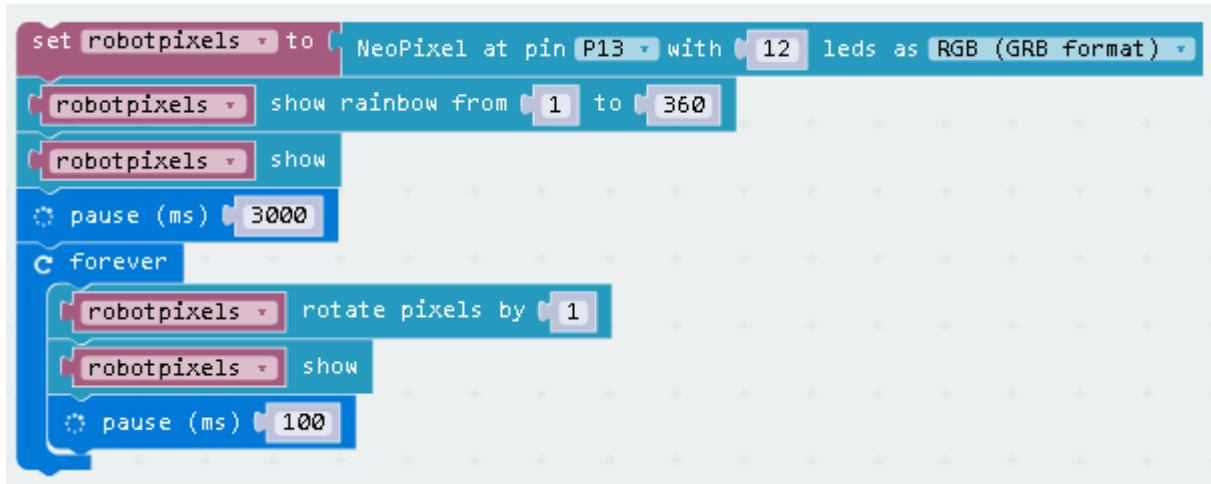 set robotpixels to NeoPixel at pin P13 with 12 leds as RGB (GRB format)
robotpixels show rainbow from 1 to 360
robotpixels show
pause (ms) 3000
forever
robotpixels rotate pixels by 1
robotpixels show
pause (ms) 100